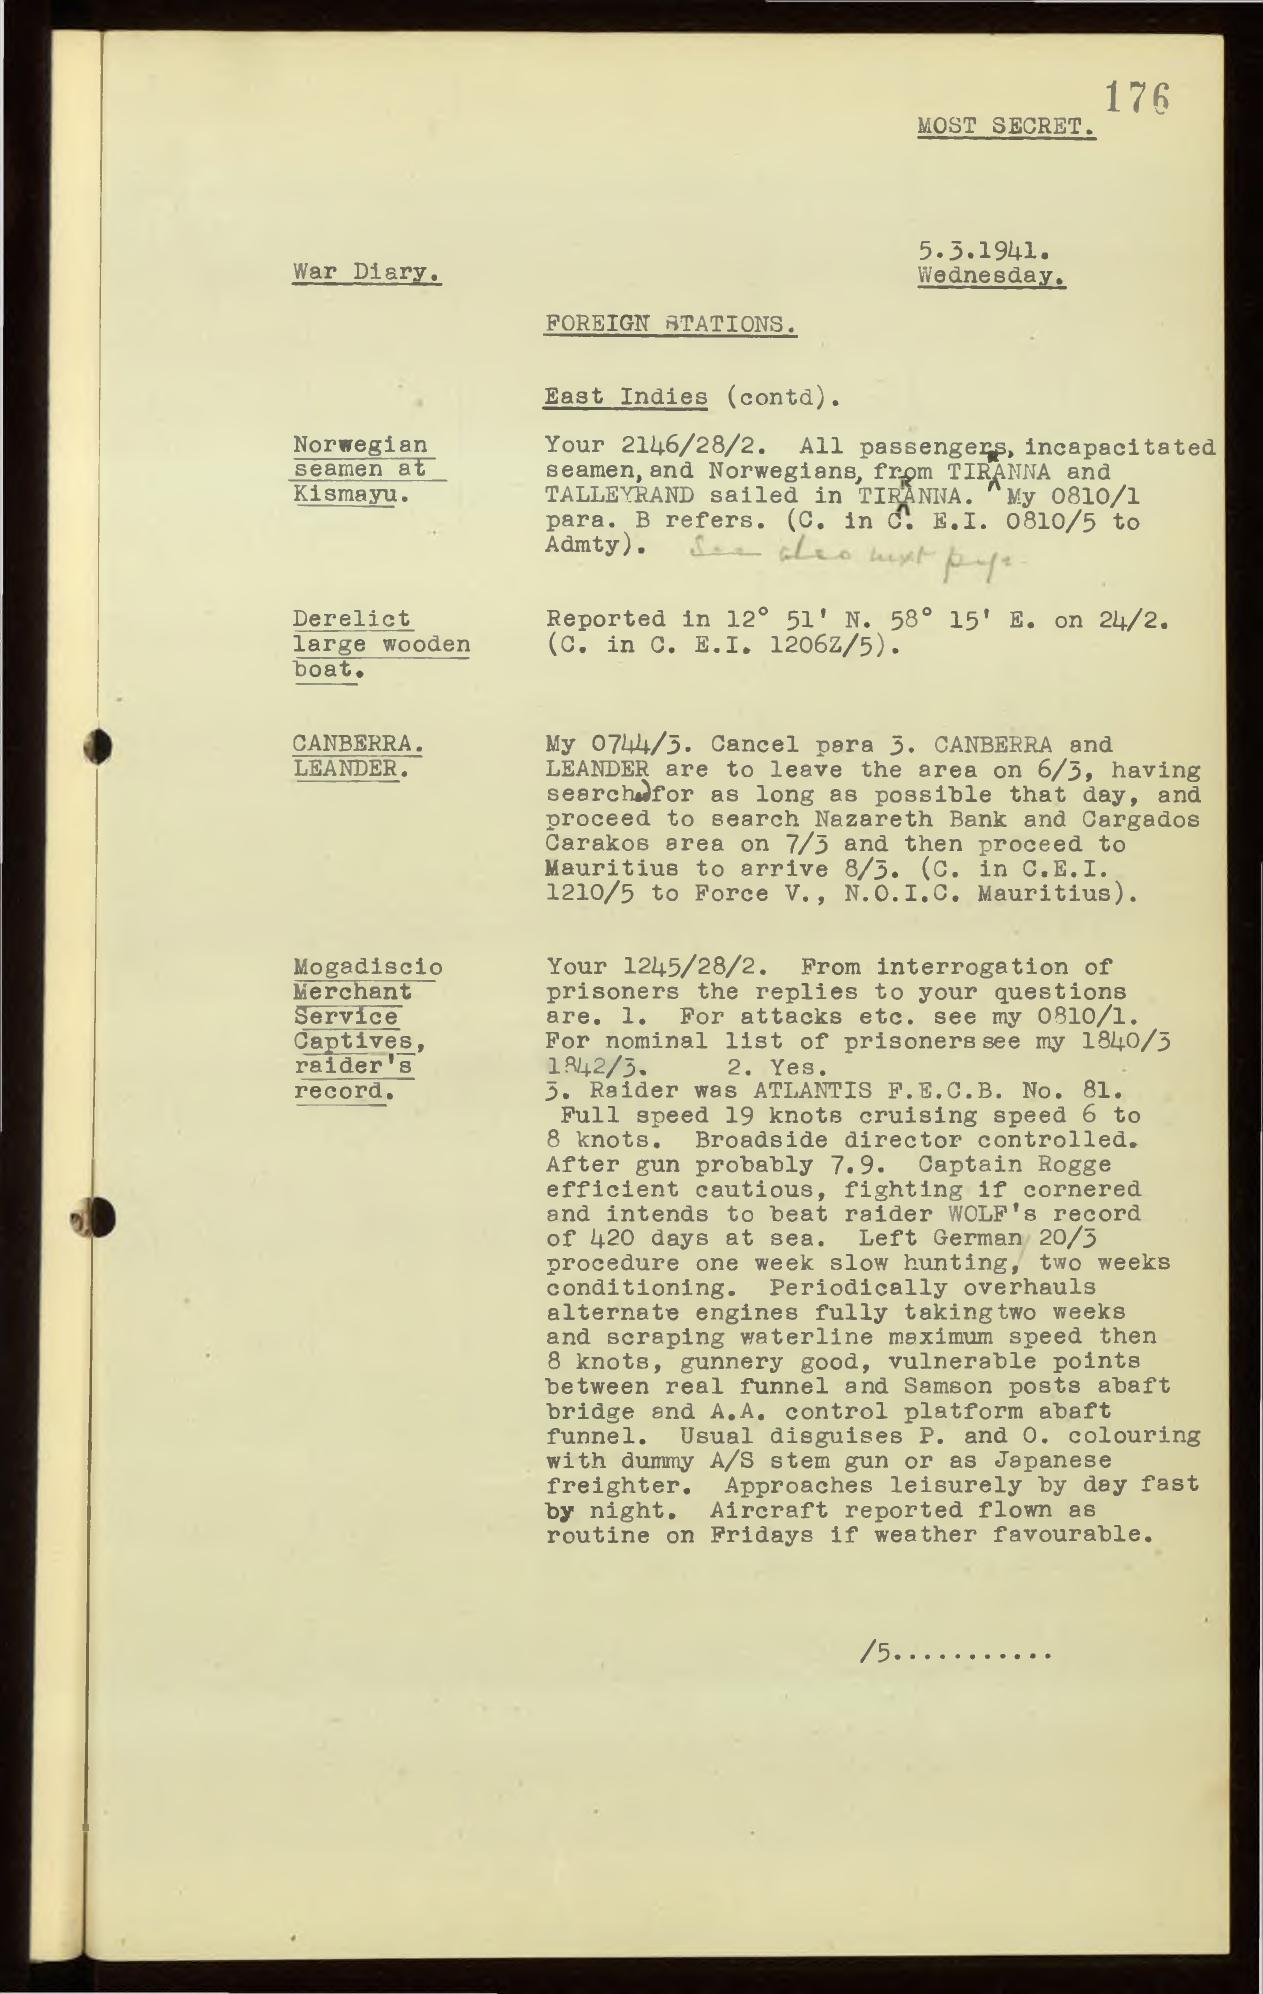 176
MOST SECRET.
5.3.1941.
War Diary.
Wednesday.
FOREIGN STATIONS.
East Indies (contd).
Norwegian
seamen at
Kismayu.
Your 2146/28/2. All passengers, incapacitated
seamen, and Norwegians, from TIRANNA and
TALLEYRAND sailed in TIRANNA. My 0810/1
para. B refers. (C. in C. E.I. 0810/5 to
Admty). See also next page
Derelict
large wooden
boat.
Reported in 12° 51' N. 58° 15' E. on 24/2.
(C. in C. E.I. 1206Z/5).
CANBERRA.
LEANDER.
My 0744/3. Cancel para 3. CANBERRA and
LEANDER are to leave the area on 6/3, having
search for as long as possible that day, and
proceed to search Nazareth Bank and Cargados
Carakos area on 7/3 and then proceed to
Mauritius to arrive 8/3. (C. in C.E.I.
1210/5 to Force V., N.O.I.C. Mauritius).
Mogadiscio
Merchant
Service
Captives,
raider's
record.
Your 1245/28/2. From interrogation of
prisoners the replies to your questions
are. 1. For attacks etc. see my 0810/1.
For nominal list of prisoners see my 1840/3
1842/3. 2. Yes.
3. Raider was ATLANTIS F.E.C.B. No. 81.
Full speed 19 knots cruising speed 6 to
8 knots. Broadside director controlled.
After gun probably 7.9. Captain Rogge
efficient cautious, fighting if cornered
and intends to beat raider WOLF's record
of 420 days at sea. Left German 20/3
procedure one week slow hunting, two weeks
conditioning. Periodically overhauls
alternate engines fully taking two weeks
and scraping waterline maximum speed then
8 knots, gunnery good, vulnerable points
between real funnel and Samson posts abaft
bridge and A.A. control platform abaft
funnel. Usual disguises P. and O. colouring
with dummy A/S stem gun or as Japanese
freighter. Approaches leisurely by day fast
by night. Aircraft reported flown as
routine on Fridays if weather favourable.
/5...........